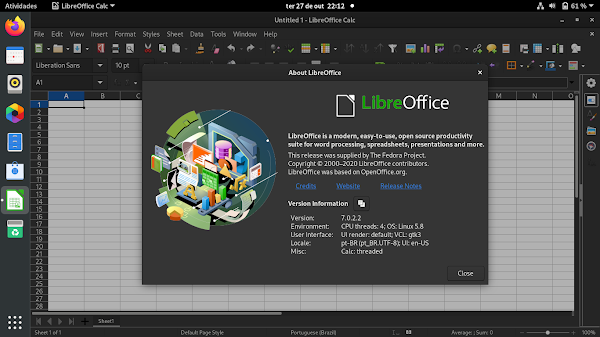 Atividades LibreOffice Calc ter 27 de out 22:12 61 %
Untitled 1 - LibreOffice Calc
File Edit View Insert Format Styles Sheet Data Tools Window Help
Liberation Sans 10 pt
A1
About LibreOffice
A B C M N O
1
2
3
4
5
6
7
8
9
10
11
12
13
14
15
16
17
18
19
20
21
22
23
24
25
26
27
28
LibreOffice
LibreOffice is a modern, easy-to-use, open source productivity
suite for word processing, spreadsheets, presentations and more.
This release was supplied by The Fedora Project.
Copyright © 2000–2020 LibreOffice contributors.
LibreOffice was based on OpenOffice.org.
Credits Website Release Notes
Version Information
Version: 7.0.2.2
Environment: CPU threads: 4; OS: Linux 5.8
User Interface: UI render: default; VCL: gtk3
Locale: pt-BR (pt_BR.UTF-8); UI: en-US
Misc: Calc: threaded
Close
Sheet1
Sheet 1 of 1 Default Page Style Portuguese (Brazil) Average: ; Sum: 0 100%